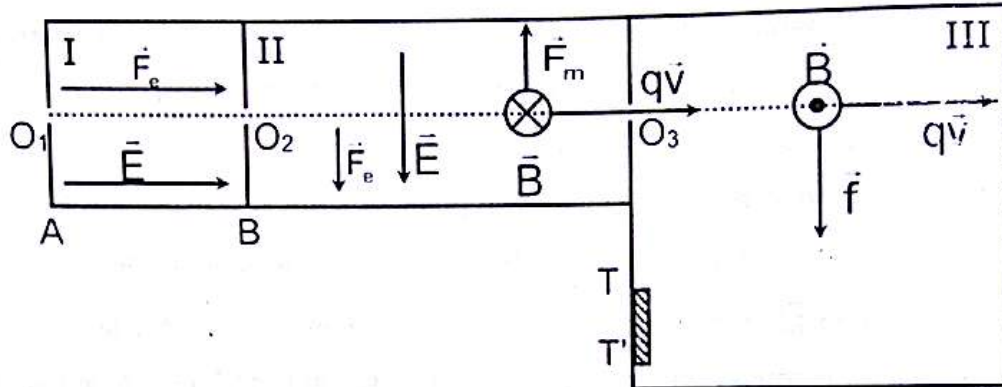 I II III
F⃗e F⃗m qv⃗ B⃗
O₁ O₂ O₃ qv⃗
E⃗ F⃗e E⃗ B⃗ f⃗
A B
T
T'